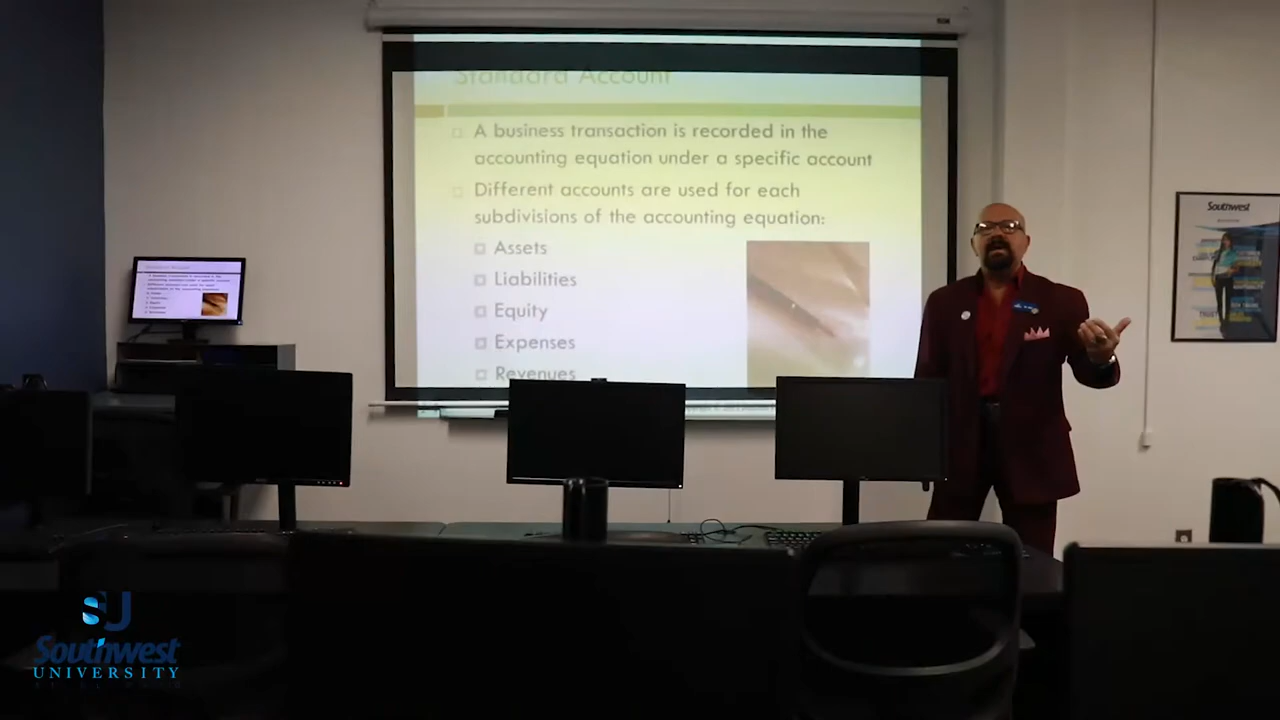 Standard Account
A business transaction is recorded in the
accounting equation under a specific account
Different accounts are used for each
subdivisions of the accounting equation:
Assets
Liabilities
Equity
Expenses
Revenues
Southwest
SU
Southwest
UNIVERSITY